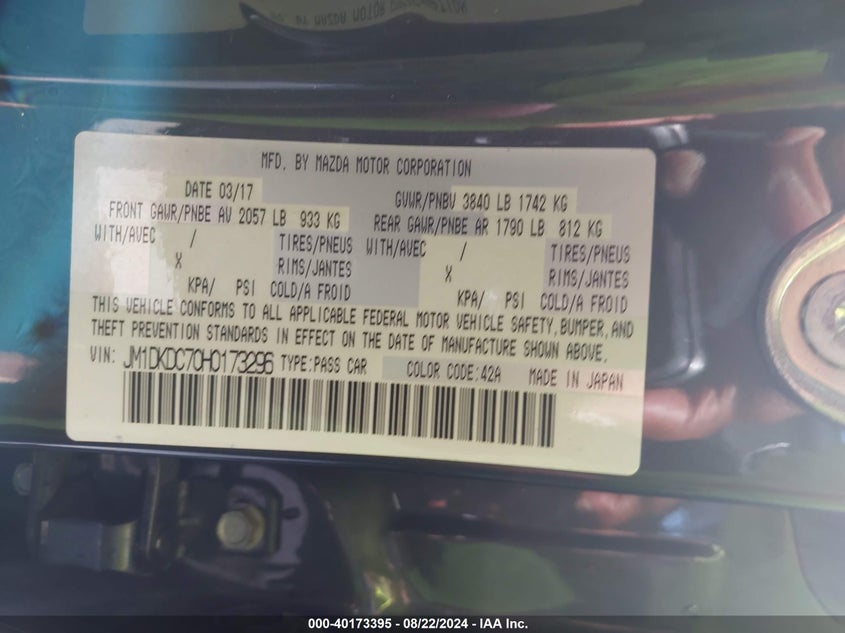 MFD. BY MAZDA MOTOR CORPORATION
DATE 03/17 GVWR/PNBV 3840 LB 1742 KG
FRONT GAWR/PNBE AV 2057 LB 933 KG REAR GAWR/PNBE AR 1790 LB 812 KG
WITH/AVEC / TIRES/PNEUS WITH/AVEC / TIRES/PNEUS
X RIMS/JANTES X RIMS/JANTES
KPA/ PSI COLD/A FROID KPA/ PSI COLD/A FROID
THIS VEHICLE CONFORMS TO ALL APPLICABLE FEDERAL MOTOR VEHICLE SAFETY, BUMPER, AND
THEFT PREVENTION STANDARDS IN EFFECT ON THE DATE OF MANUFACTURE SHOWN ABOVE.
VIN: JM1DKDC70H0173296 TYPE:PASS CAR COLOR CODE:42A MADE IN JAPAN
000-40173395 - 08/22/2024 - IAA Inc.